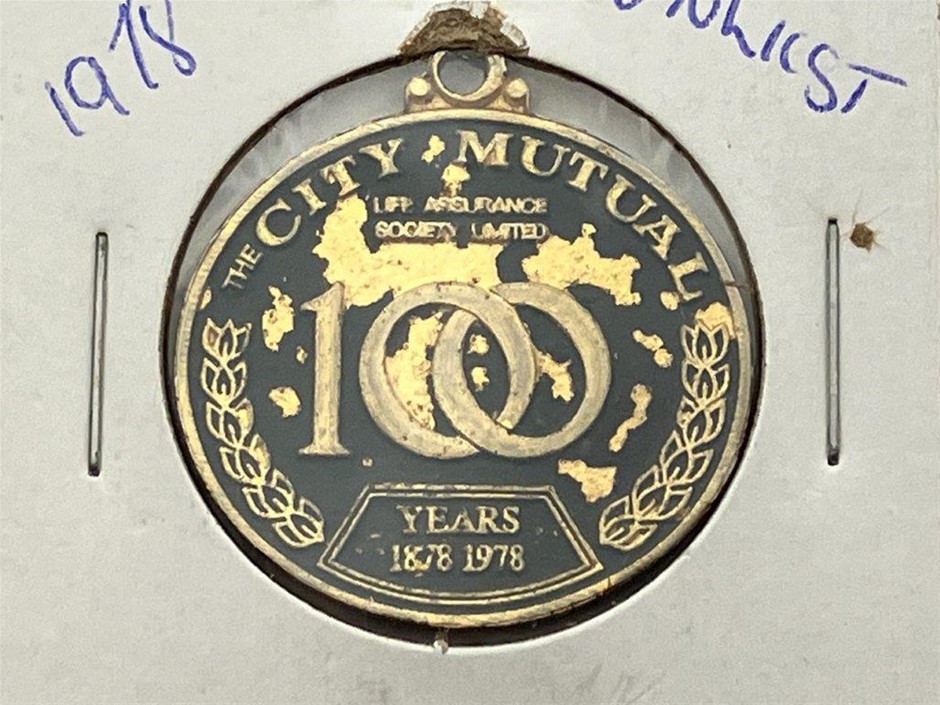 1978
THE CITY MUTUAL
LIFE ASSURANCE
SOCIETY LIMITED
100
YEARS
1878 1978